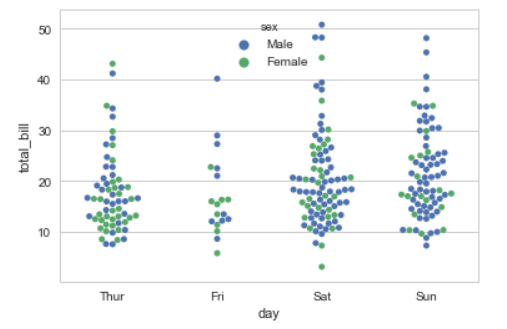 sex
Male
Female
total_bill
50
40
30
20
10
Thur Fri Sat Sun
day